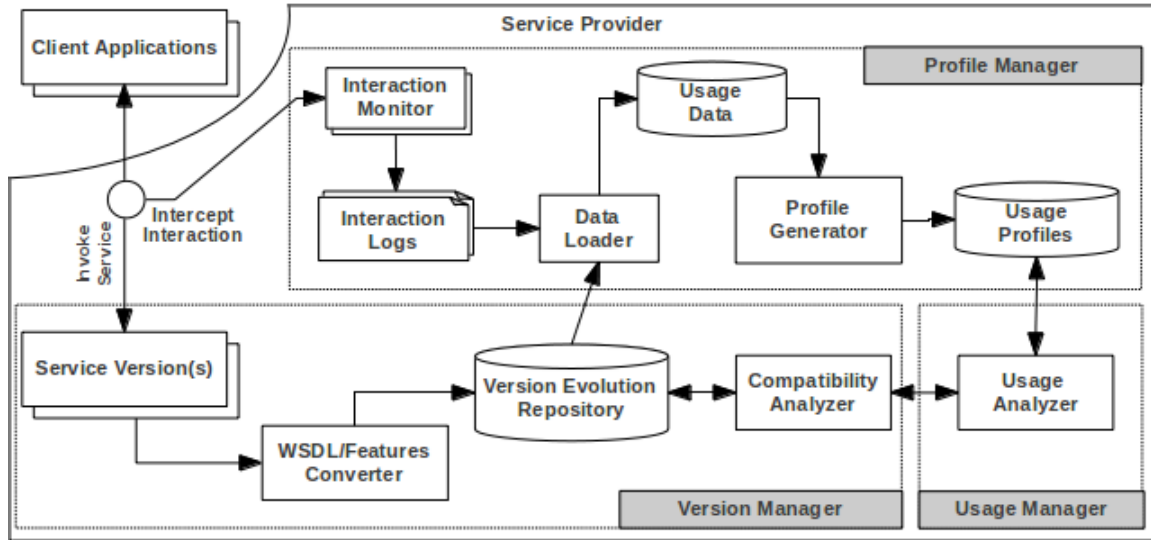 Service Provider
Client Applications
Profile Manager
Interaction
Monitor
Usage
Data
Intercept
Interaction
Invoke
Service
Interaction
Logs
Data
Loader
Profile
Generator
Usage
Profiles
Service Version(s)
Version Evolution
Repository
Compatibility
Analyzer
Usage
Analyzer
WSDL/Features
Converter
Version Manager
Usage Manager